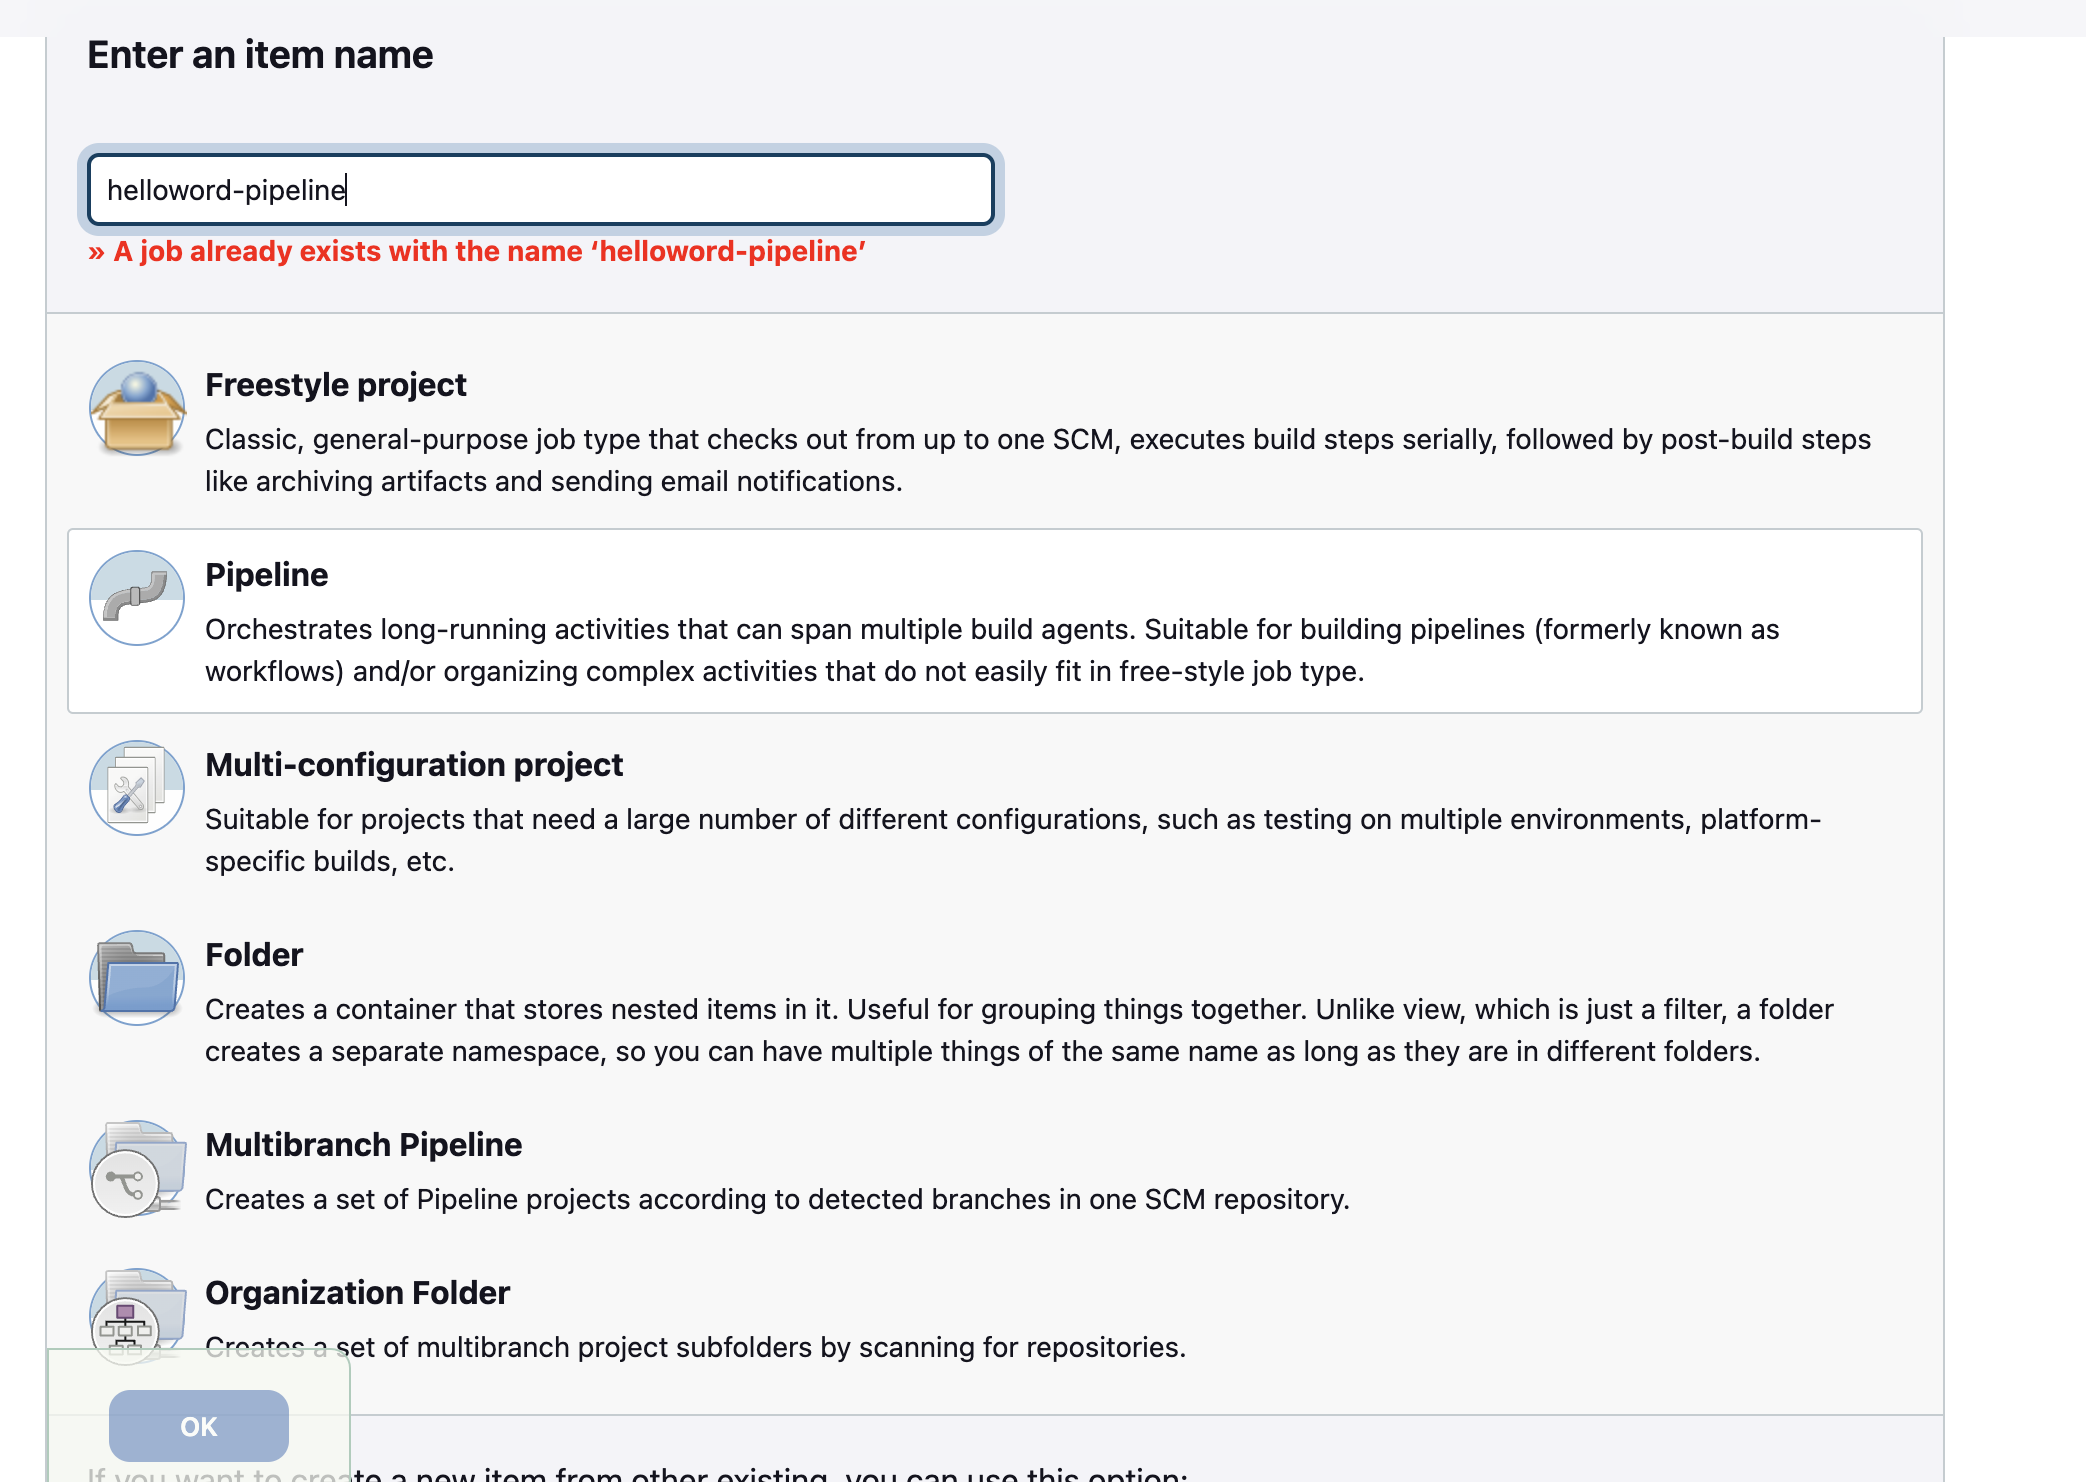 Enter an item name
helloword-pipeline
» A job already exists with the name ‘helloword-pipeline’
Freestyle project
Classic, general-purpose job type that checks out from up to one SCM, executes build steps serially, followed by post-build steps
like archiving artifacts and sending email notifications.
Pipeline
Orchestrates long-running activities that can span multiple build agents. Suitable for building pipelines (formerly known as
workflows) and/or organizing complex activities that do not easily fit in free-style job type.
Multi-configuration project
Suitable for projects that need a large number of different configurations, such as testing on multiple environments, platform-
specific builds, etc.
Folder
Creates a container that stores nested items in it. Useful for grouping things together. Unlike view, which is just a filter, a folder
creates a separate namespace, so you can have multiple things of the same name as long as they are in different folders.
Multibranch Pipeline
Creates a set of Pipeline projects according to detected branches in one SCM repository.
Organization Folder
Creates a set of multibranch project subfolders by scanning for repositories.
OK
If you want to create a new item from other existing, you can use this option: